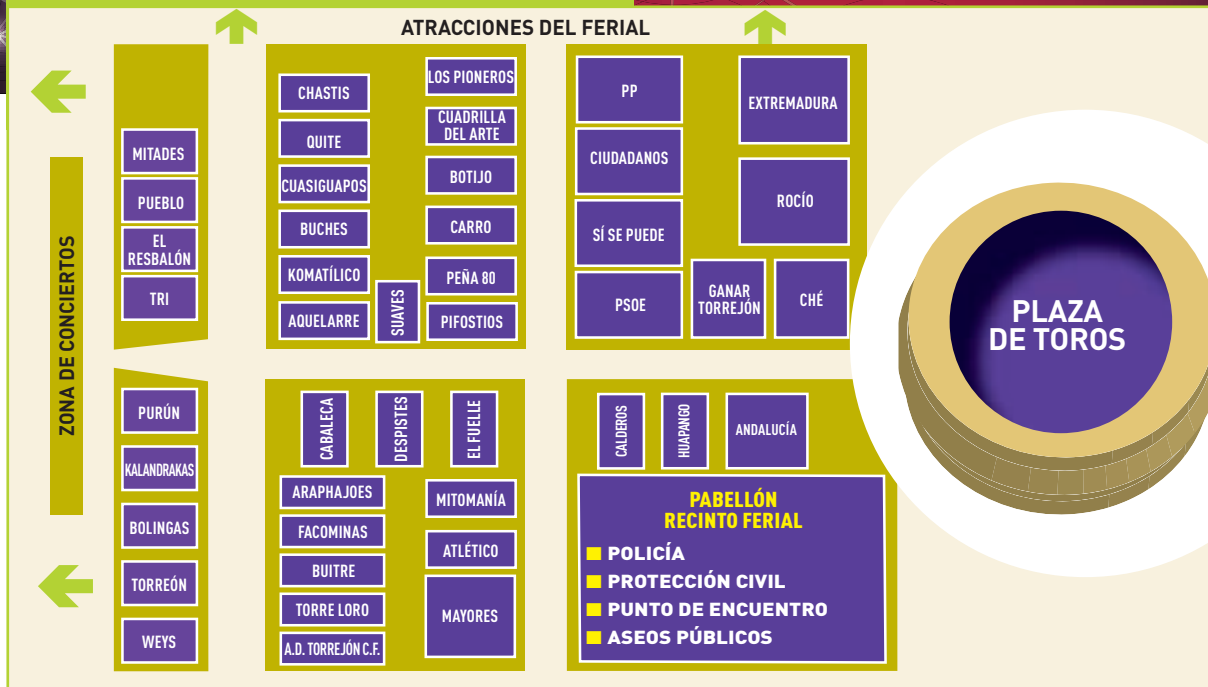 ATRACCIONES DEL FERIAL
ZONA DE CONCIERTOS
MITADES
PUEBLO
EL
RESBALÓN
TRI
CHASTIS
QUITE
CUASIGUAPOS
BUCHES
KOMATÍLICO
AQUELARRE
SUAVES
LOS PIONEROS
CUADRILLA
DEL ARTE
BOTIJO
CARRO
PEÑA 80
PIFOSTIOS
PP
CIUDADANOS
SÍ SE PUEDE
PSOE
EXTREMADURA
ROCÍO
GANAR
TORREJÓN
CHÉ
PLAZA
DE TOROS
PURÚN
KALANDRAKAS
BOLINGAS
TORREÓN
WEYS
CABALECA
DESPISTES
EL FUELLE
ARAPHAJOES
FACOMINAS
BUITRE
TORRE LORO
A.D. TORREJÓN C.F.
MITOMANÍA
ATLÉTICO
MAYORES
CALDEROS
HUAPANGO
ANDALUCÍA
PABELLÓN
RECINTO FERIAL
POLICÍA
PROTECCIÓN CIVIL
PUNTO DE ENCUENTRO
ASEOS PÚBLICOS